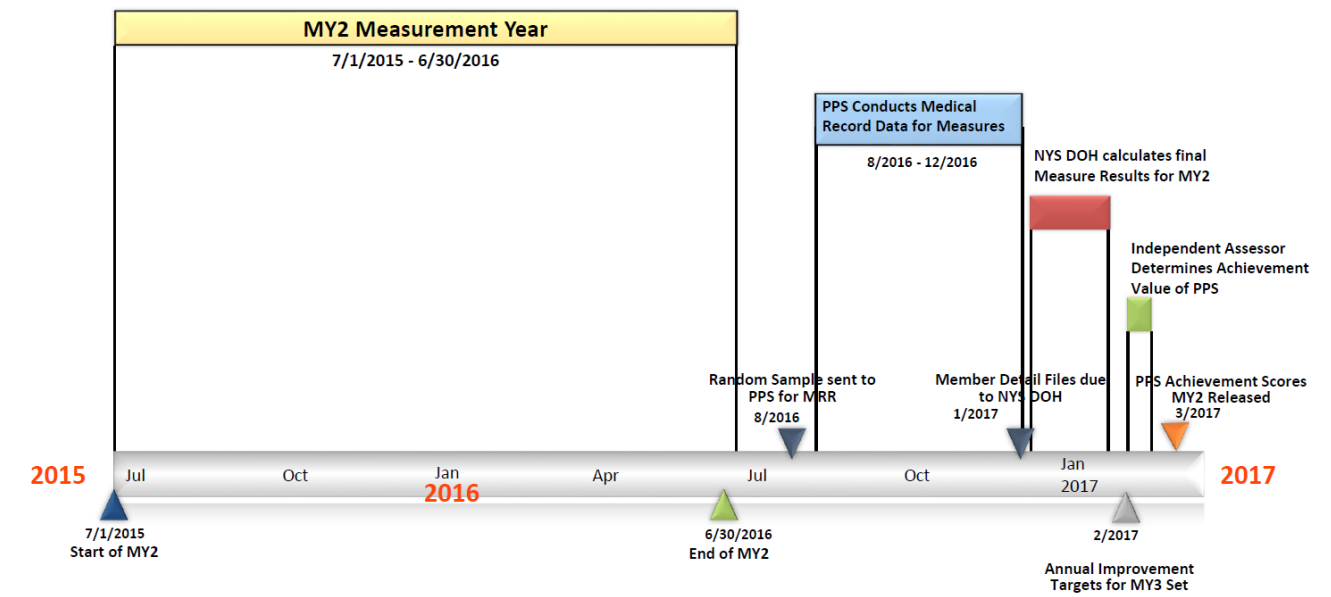 MY2 Measurement Year
7/1/2015 - 6/30/2016
PPS Conducts Medical
Record Data for Measures
8/2016 - 12/2016
NYS DOH calculates final
Measure Results for MY2
Independent Assessor
Determines Achievement
Value of PPS
Random Sample sent to
PPS for MRR
8/2016
Member Detail Files due
to NYS DOH
1/2017
PPS Achievement Scores
MY2 Released
3/2017
2015
Jul
Oct
Jan
2016
Apr
Jul
Oct
Jan
2017
2017
7/1/2015
Start of MY2
6/30/2016
End of MY2
2/2017
Annual Improvement
Targets for MY3 Set